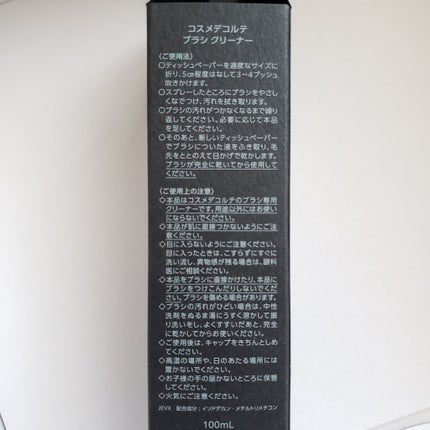 コスメデコルテ
ブラシ クリーナー
〈ご使用法〉
○ティッシュペーパーを適度なサイズに
折り、5㎝程度はなして3~4プッシュ
吹きかけます。
○スプレーしたところにブラシをやさし
くなでつけ、汚れを拭き取ります。
○ブラシの汚れがつかなくなるまで繰り
返してください。必要に応じて本品
を足してください。
○そのあと、新しいティッシュペーパー
でブラシについた液をふき取り、毛
先をととのえて日かげで乾かします。
ブラシが完全に乾いてから使用して
ください。
〈ご使用上の注意〉
◇本品はコスメデコルテのブラシ専用
クリーナーです。用途以外にはお使い
にならないでください。
◇本品が肌に直接つかないようにご注
意ください。
◇目に入らないようにご注意ください。
目に入ったときは、こすらずにすぐに
洗い流し、異物感が残る場合は、眼科
医にご相談ください。
◇本品をブラシに直接かけたり、本品に
ブラシをつけこんだりしないでくださ
い。ブラシを傷める場合があります。
◇ブラシの汚れがひどい場合は、中性
洗剤をぬるま湯にうすく溶かして振
り洗いをし、よくすすいだあと、完全
に乾かしてからお使いください。
◇ご使用後は、キャップをきちんとしめ
てください。
◇高温の場所や、日のあたる場所には
置かないでください。
◇お子様の手の届かないところに保管
してください。
◇火気にご注意ください。
JEVX 配合成分:イソドデカン・メチルトリメチコン
100mL